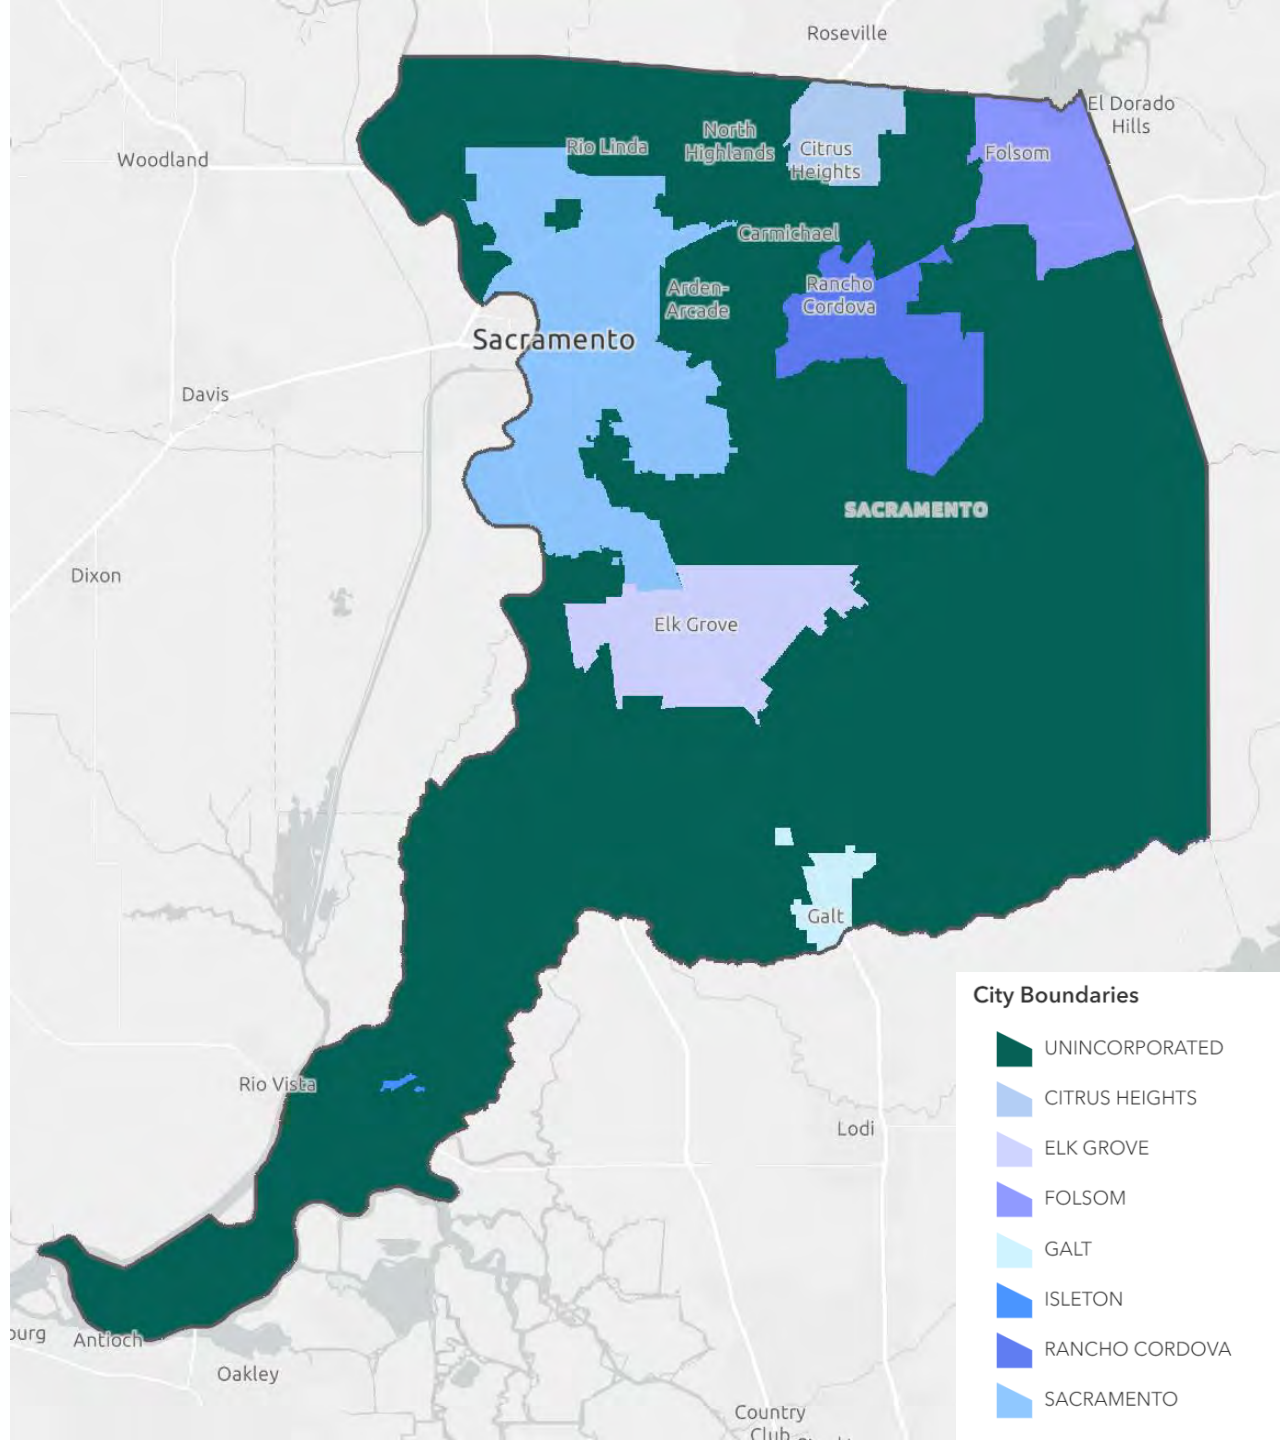 Roseville
El Dorado
Hills
Woodland
Rio Linda
North
Highlands
Citrus
Heights
Folsom
Carmichael
Arden-
Arcade
Rancho
Cordova
Sacramento
Davis
SACRAMENTO
Dixon
Elk Grove
Galt
Rio Vista
Lodi
burg
Antioch
Oakley
Country
Club
City Boundaries
UNINCORPORATED
CITRUS HEIGHTS
ELK GROVE
FOLSOM
GALT
ISLETON
RANCHO CORDOVA
SACRAMENTO